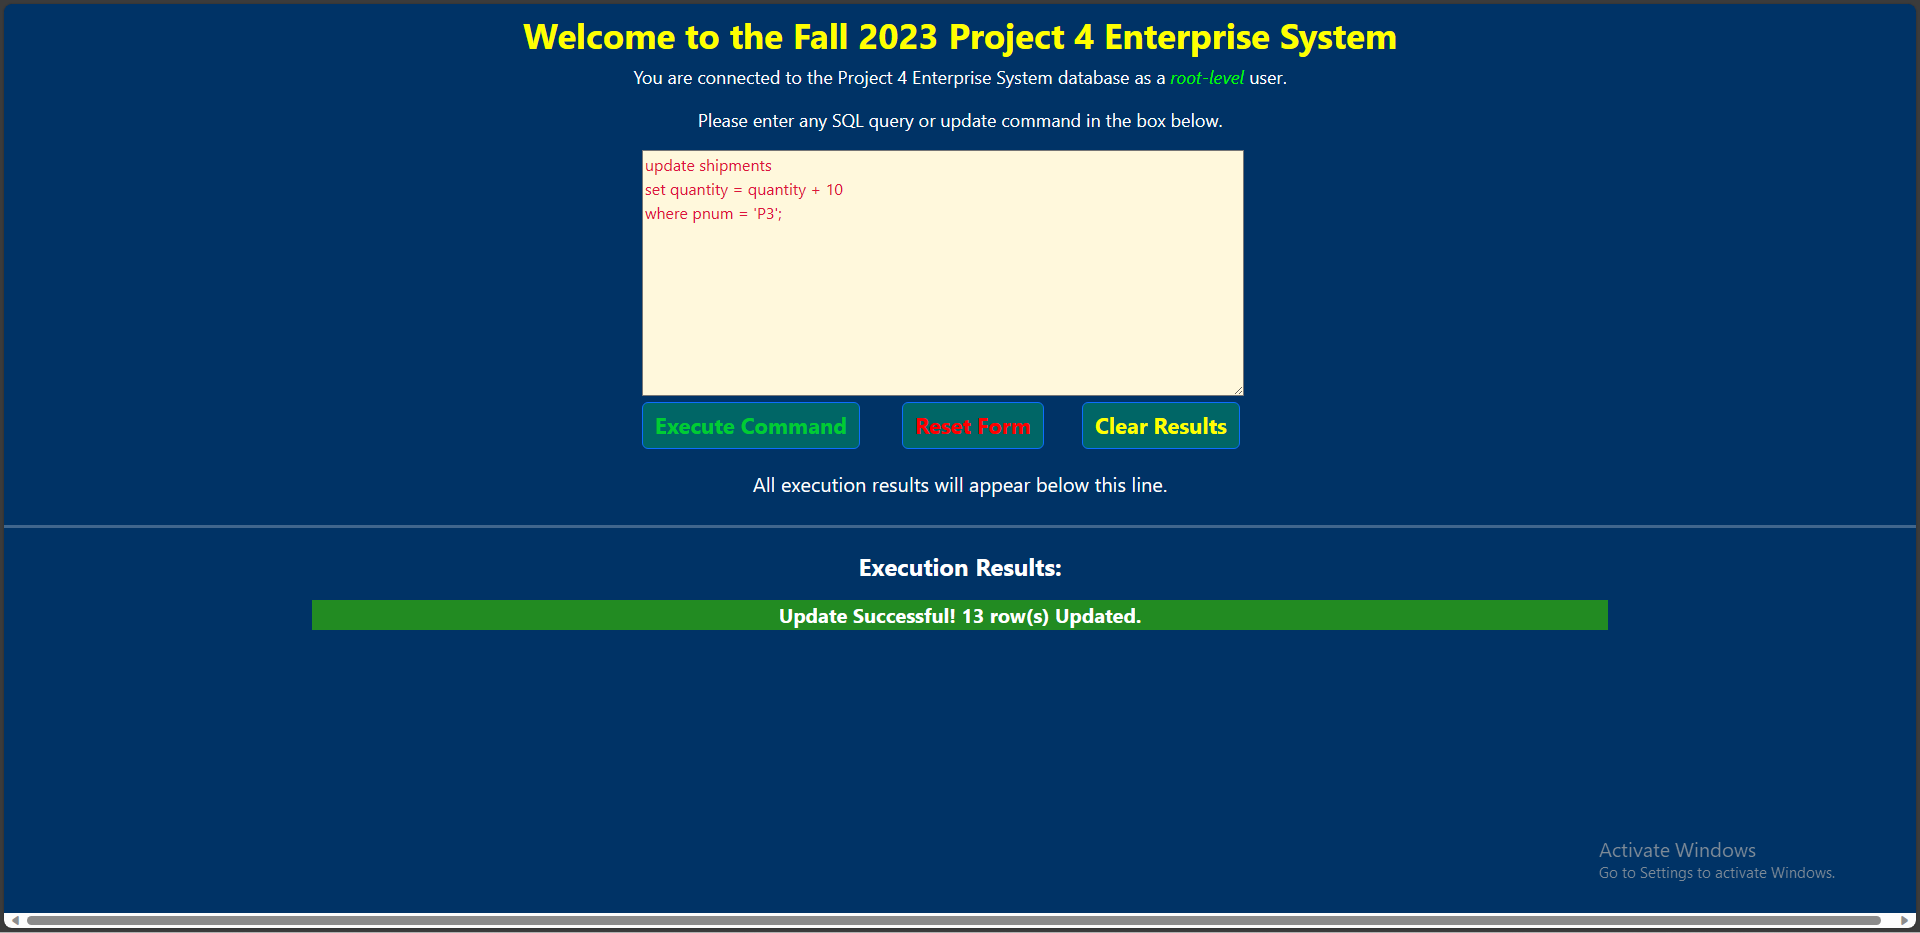 Welcome to the Fall 2023 Project 4 Enterprise System
You are connected to the Project 4 Enterprise System database as a root-level user.
Please enter any SQL query or update command in the box below.
update shipments
set quantity = quantity + 10
where pnum = 'P3';
Execute Command
Reset Form
Clear Results
All execution results will appear below this line.
Execution Results:
Update Successful! 13 row(s) Updated.
Activate Windows
Go to Settings to activate Windows.